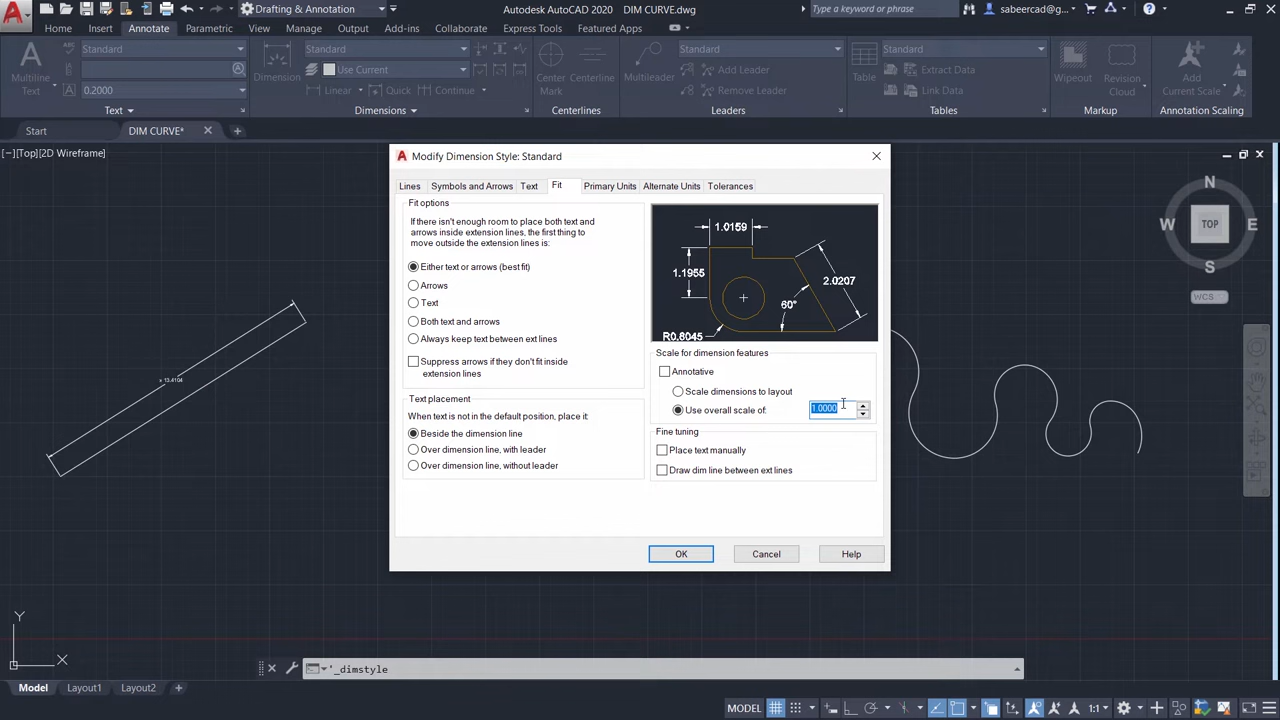 Drafting & Annotation
Autodesk AutoCAD 2020 DIM CURVE.dwg
Type a keyword or phrase
sabeercad@g...
Home Insert Annotate Parametric View Manage Output Add-ins Collaborate Express Tools Featured Apps
A
Multiline
Text
ABC
Standard
0.2000
Text
Dimension
Standard
Use Current
Linear Quick Continue
Dimensions
Center
Mark
Centerline
Centerlines
Multileader
Standard
Add Leader
Remove Leader
Leaders
Table
Standard
Extract Data
Link Data
Tables
Wipeout
Revision
Cloud
Markup
Add
Current Scale
Annotation Scaling
Start
DIM CURVE*
[−][Top][2D Wireframe]
N
W TOP E
S
WCS
Modify Dimension Style: Standard
Lines Symbols and Arrows Text Fit Primary Units Alternate Units Tolerances
Fit options
If there isn't enough room to place both text and
arrows inside extension lines, the first thing to
move outside the extension lines is:
Either text or arrows (best fit)
Arrows
Text
Both text and arrows
Always keep text between ext lines
Suppress arrows if they don't fit inside
extension lines
Text placement
When text is not in the default position, place it:
Beside the dimension line
Over dimension line, with leader
Over dimension line, without leader
1.0159
1.1955
2.0207
60°
R0.8045
Scale for dimension features
Annotative
Scale dimensions to layout
Use overall scale of:
1.0000
Fine tuning
Place text manually
Draw dim line between ext lines
OK Cancel Help
13.4104
Y
X
'_dimstyle
Model Layout1 Layout2
MODEL
1:1